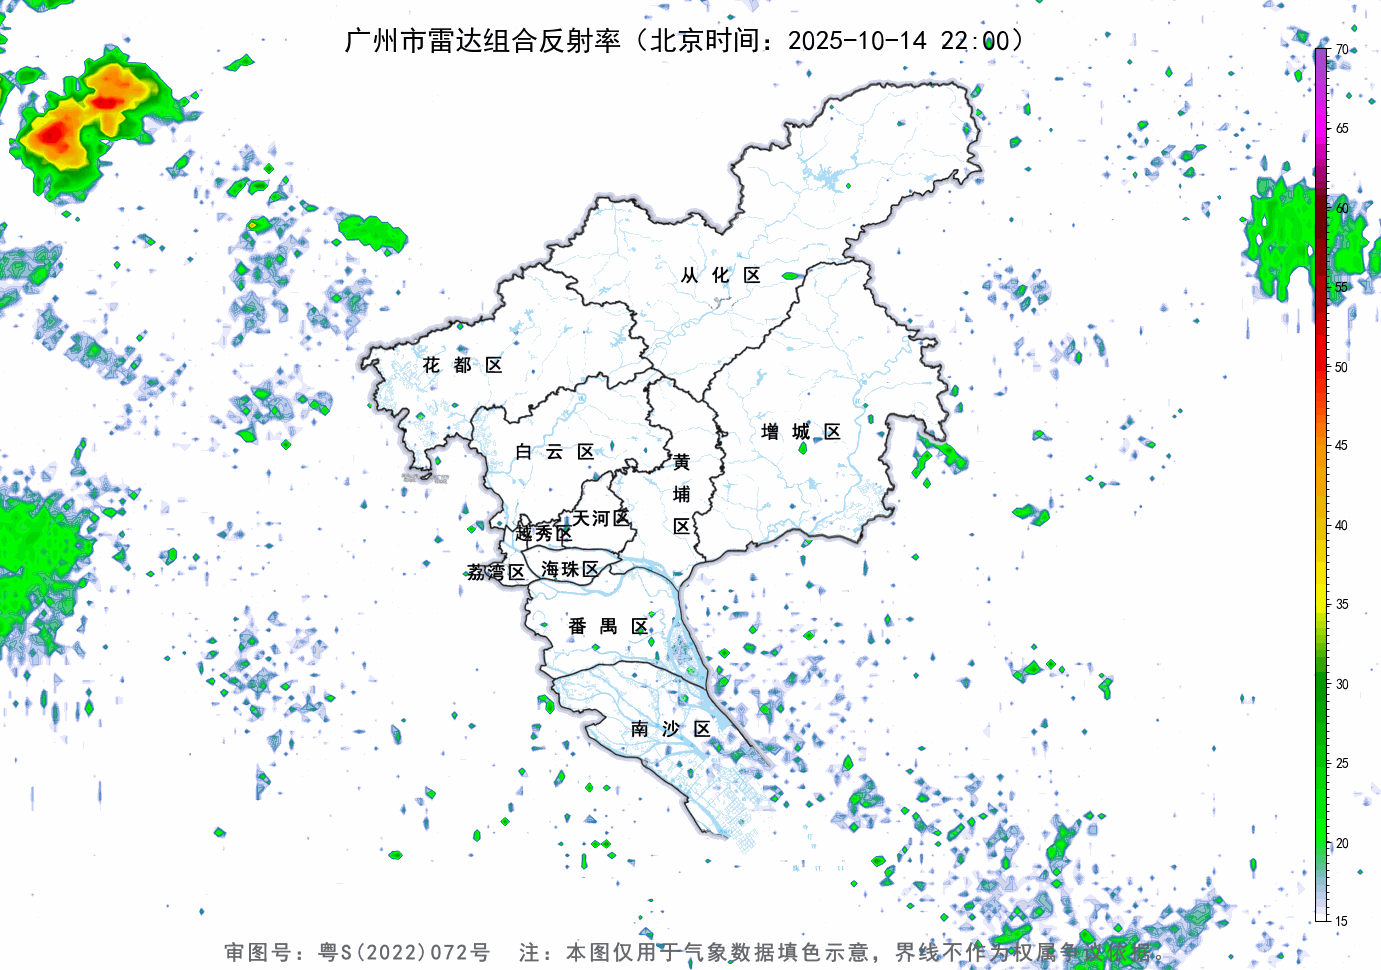 广州市雷达组合反射率（北京时间：2025-10-14 22:00）
70
65
60
55
50
45
40
35
30
25
20
15
从 化 区
花 都 区
增 城 区
白 云 区
黄
埔
区
天河区
越秀区
荔湾区
海珠区
番 禺 区
南 沙 区
审图号：粤S(2022)072号 注：本图仅用于气象数据填色示意，界线不作为权属争议依据。